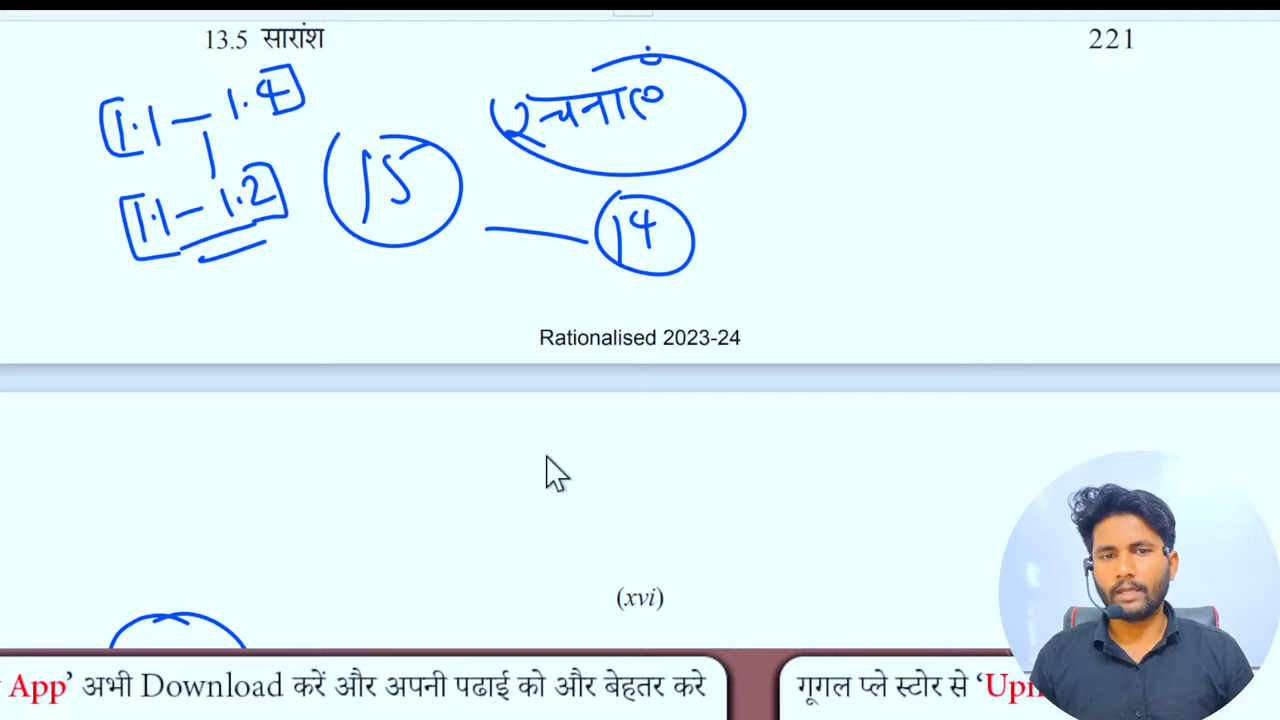 13.5 सारांश 221
1.1 — 1.4
1.1 — 1.2
15
रचनाएं
14
Rationalised 2023-24
(xvi)
App’ अभी Download करें और अपनी पढाई को और बेहतर करे
गूगल प्ले स्टोर से ‘Upm